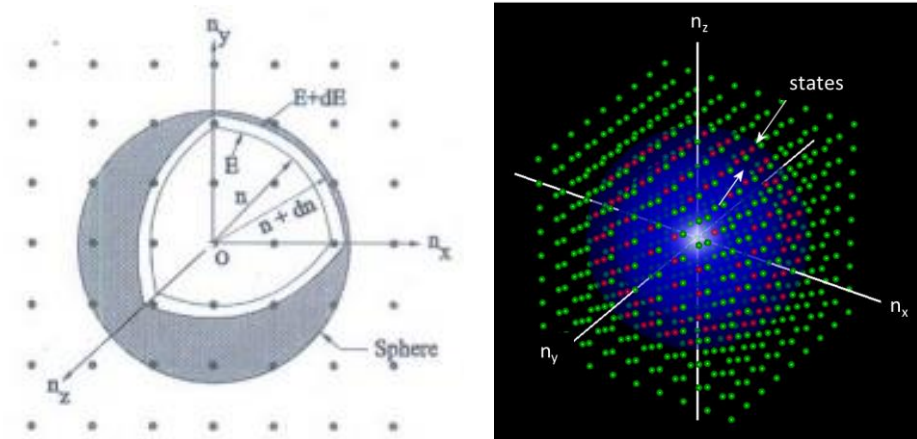 n_y
E+dE
E
n
n + dn
n_x
O
Sphere
n_z
n_z
states
n_x
n_y